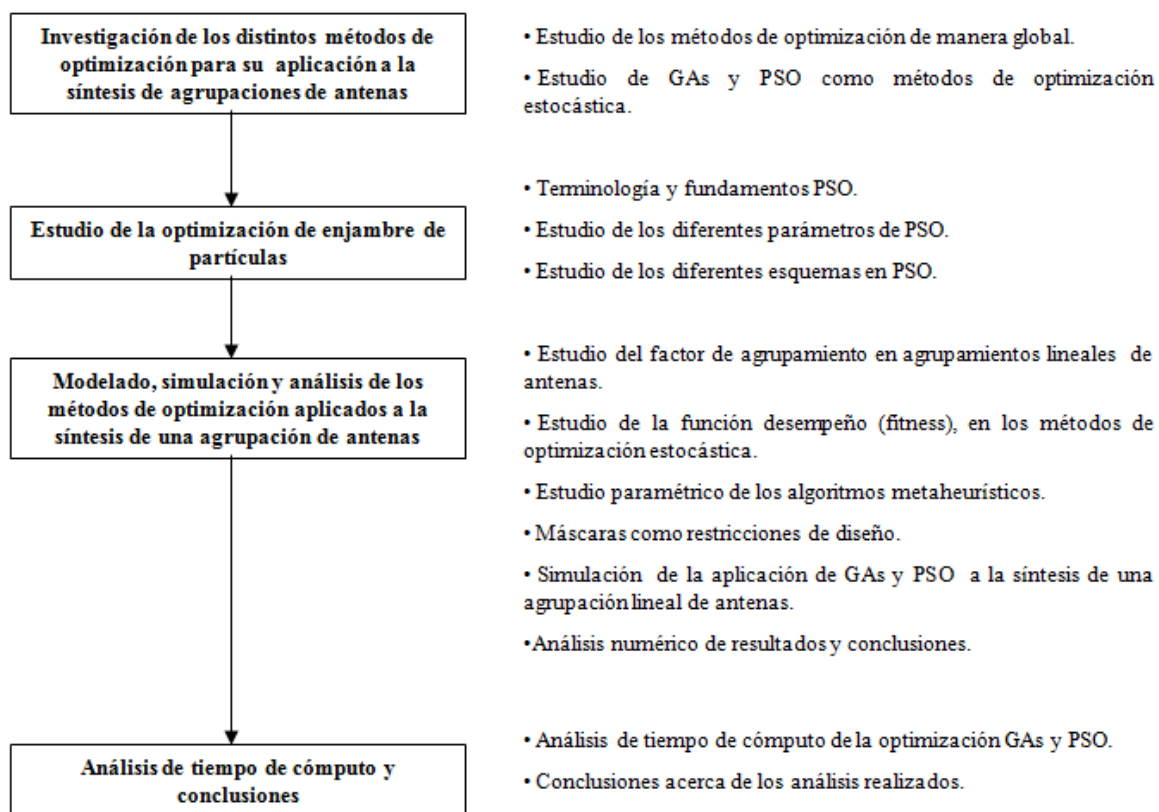 Investigación de los distintos métodos de
optimización para su aplicación a la
síntesis de agrupaciones de antenas
• Estudio de los métodos de optimización de manera global.
• Estudio de GAs y PSO como métodos de optimización
estocástica.
Estudio de la optimización de enjambre de
partículas
• Terminología y fundamentos PSO.
• Estudio de los diferentes parámetros de PSO.
• Estudio de los diferentes esquemas en PSO.
Modelado, simulación y análisis de los
métodos de optimización aplicados a la
síntesis de una agrupación de antenas
• Estudio del factor de agrupamiento en agrupamientos lineales de
antenas.
• Estudio de la función desempeño (fitness), en los métodos de
optimización estocástica.
• Estudio paramétrico de los algoritmos metaheurísticos.
• Máscaras como restricciones de diseño.
• Simulación de la aplicación de GAs y PSO a la síntesis de una
agrupación lineal de antenas.
•Análisis numérico de resultados y conclusiones.
Análisis de tiempo de cómputo y
conclusiones
• Análisis de tiempo de cómputo de la optimización GAs y PSO.
• Conclusiones acerca de los análisis realizados.